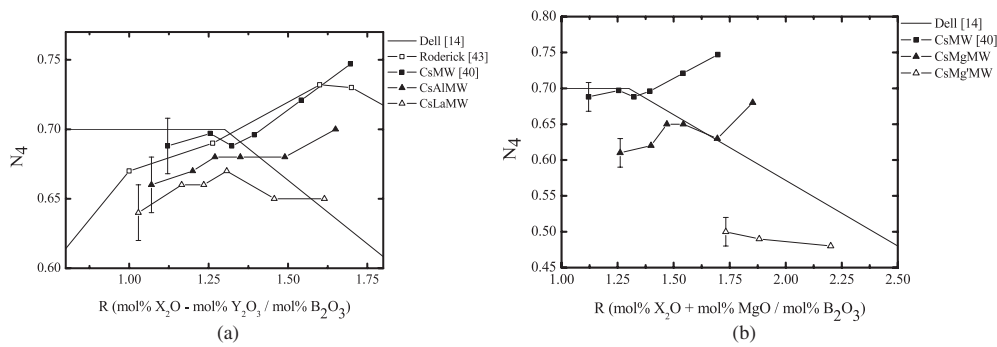 0.75
0.70
0.65
0.60
1.00
1.25
1.50
1.75
N4
R (mol% X2O - mol% Y2O3 / mol% B2O3)
Dell [14]
Roderick [43]
CsMW [40]
CsAlMW
CsLaMW
(a)
0.80
0.75
0.70
0.65
0.60
0.55
0.50
0.45
1.00
1.25
1.50
1.75
2.00
2.25
2.50
N4
R (mol% X2O + mol% MgO / mol% B2O3)
Dell [14]
CsMW [40]
CsMgMW
CsMg'MW
(b)